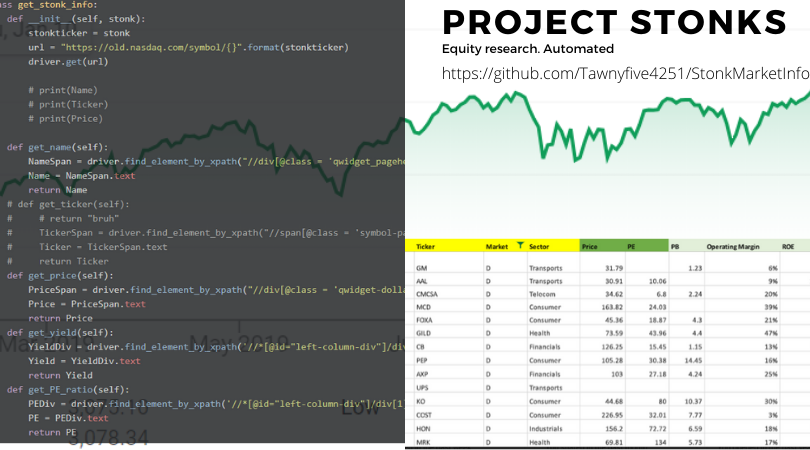 ss get_stonk_info:
def __init__(self, stonk):
stonkticker = stonk
url = "https://old.nasdaq.com/symbol/{}".format(stonkticker)
driver.get(url)
# print(Name)
# print(Ticker)
# print(Price)
def get_name(self):
NameSpan = driver.find_element_by_xpath("//div[@class = 'qwidget_pagehe
Name = NameSpan.text
return Name
# def get_ticker(self):
# # return "bruh"
# TickerSpan = driver.find_element_by_xpath("//span[@class = 'symbol-pa
# Ticker = TickerSpan.text
# return Ticker
def get_price(self):
PriceSpan = driver.find_element_by_xpath("//div[@class = 'qwidget-dolla
Price = PriceSpan.text
return Price
def get_yield(self):
YieldDiv = driver.find_element_by_xpath('//*[@id="left-column-div"]/div
Yield = YieldDiv.text
return Yield
def get_PE_ratio(self):
PEDiv = driver.find_element_by_xpath('//*[@id="left-column-div"]/div[1]
PE = PEDiv.text
return PE
May 2019
Low
3,078.34
PROJECT STONKS
Equity research. Automated
https://github.com/Tawnyfive4251/StonkMarketInfo
Ticker Market Sector Price PE PB Operating Margin ROE
GM D Transports 31.79 1.23 6%
AAL D Transports 30.91 10.06 9%
CMCSA D Telecom 34.62 6.8 2.24 20%
MCD D Consumer 163.82 24.03 39%
FOXA D Consumer 45.36 18.87 4.3 21%
GILD D Health 73.59 43.96 4.4 47%
CB D Financials 126.25 15.45 1.15 13%
PEP D Consumer 105.28 30.38 14.45 16%
AXP D Financials 103 27.18 4.24 25%
UPS D Transports
KO D Consumer 44.68 80 10.37 30%
COST D Consumer 226.95 32.01 7.77 3%
HON D Industrials 156.2 72.72 6.59 18%
MRK D Health 69.81 134 5.73 17%